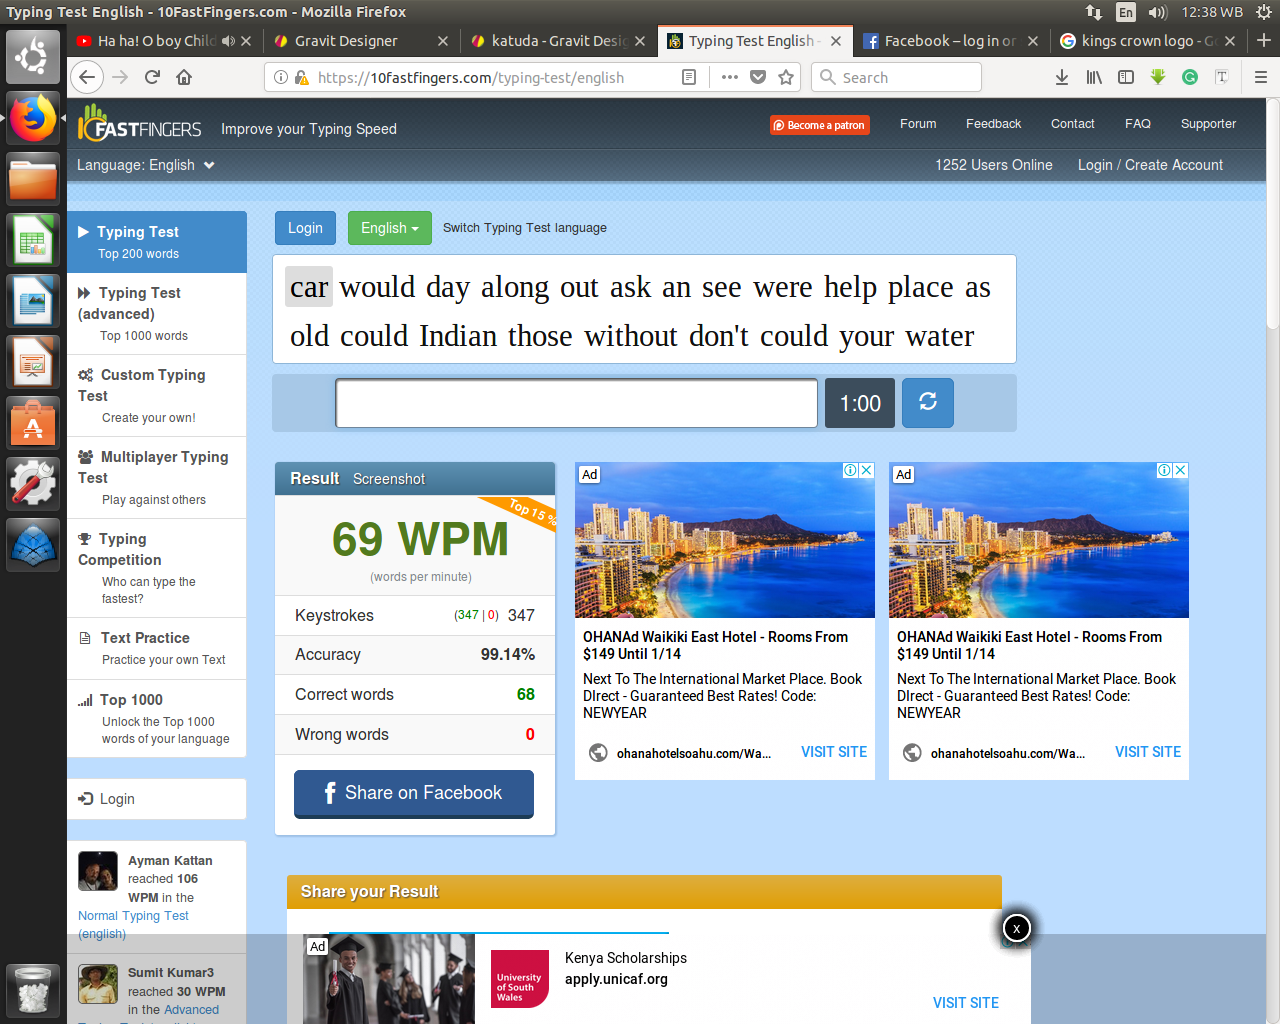 Typing Test English - 10FastFingers.com - Mozilla Firefox
En
12:38 WB
Ha ha! O boy Chil
Gravit Designer
katuda - Gravit Desi
Typing Test English -
Facebook – log in or
kings crown logo - G
https://10fastfingers.com/typing-test/english
Search
FASTFINGERS
Improve your Typing Speed
Become a patron
Forum
Feedback
Contact
FAQ
Supporter
Language: English
1252 Users Online
Login / Create Account
Typing Test
Top 200 words
Typing Test
(advanced)
Top 1000 words
Custom Typing
Test
Create your own!
Multiplayer Typing
Test
Play against others
Typing
Competition
Who can type the
fastest?
Text Practice
Practice your own Text
Top 1000
Unlock the Top 1000
words of your language
Login
Ayman Kattan
reached 106
WPM in the
Normal Typing Test
(english)
Sumit Kumar3
reached 30 WPM
in the Advanced
Login
English
Switch Typing Test language
car would day along out ask an see were help place as
old could Indian those without don't could your water
1:00
Result Screenshot
Top 15 %
69 WPM
(words per minute)
Keystrokes (347 | 0) 347
Accuracy 99.14%
Correct words 68
Wrong words 0
Share on Facebook
Ad
OHANAd Waikiki East Hotel - Rooms From
$149 Until 1/14
Next To The International Market Place. Book
DIrect - Guaranteed Best Rates! Code:
NEWYEAR
ohanahotelsoahu.com/Wa...
VISIT SITE
Ad
OHANAd Waikiki East Hotel - Rooms From
$149 Until 1/14
Next To The International Market Place. Book
DIrect - Guaranteed Best Rates! Code:
NEWYEAR
ohanahotelsoahu.com/Wa...
VISIT SITE
Share your Result
x
Ad
University of
South
Wales
Kenya Scholarships
apply.unicaf.org
VISIT SITE